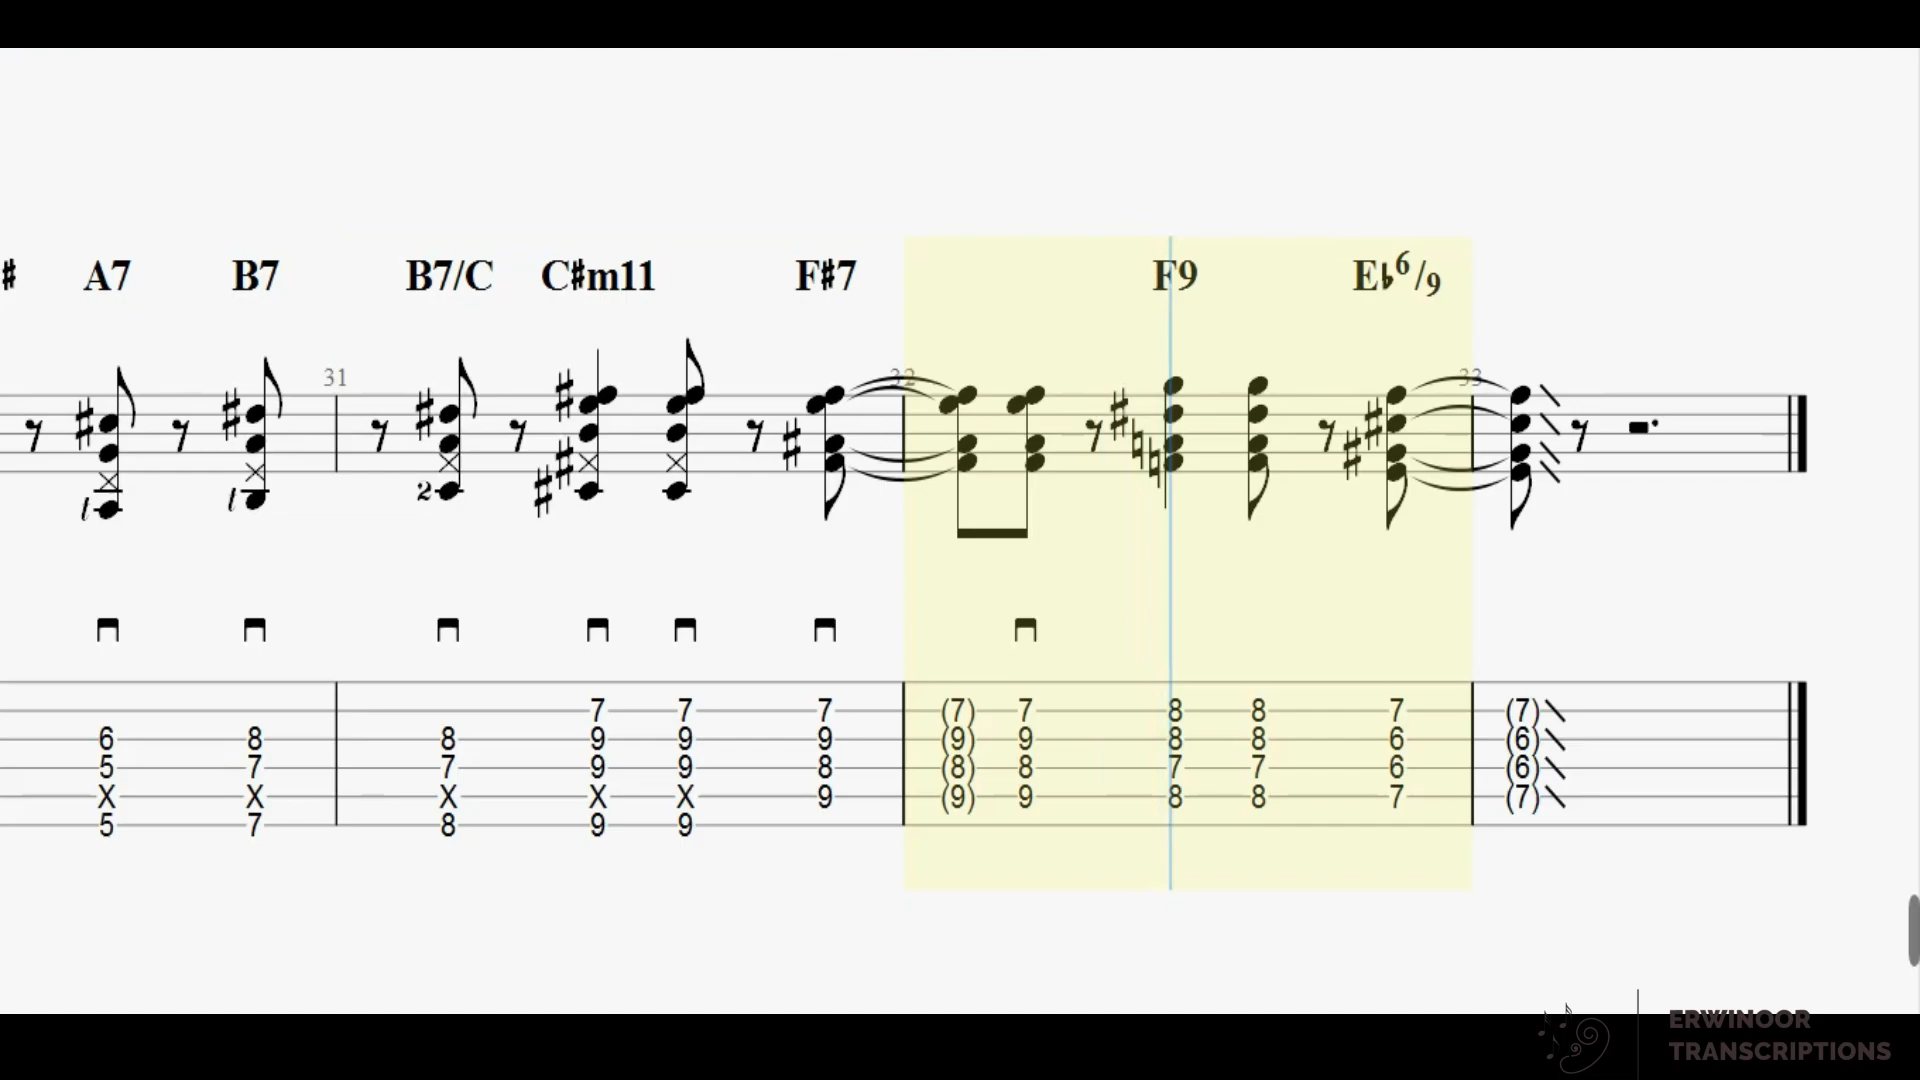 # A7 B7 B7/C C#m11 F#7 F9 E♭6/9
31 32 33
l l 2
7 7 7 (7) 7 8 8 7 (7)
6 8 8 9 9 9 (9) 9 8 8 6 (6)
5 7 7 9 9 8 (8) 8 7 7 6 (6)
X X X X X 9 (9) 9 8 8 7 (7)
5 7 8 9 9
ERWINOOR
TRANSCRIPTIONS